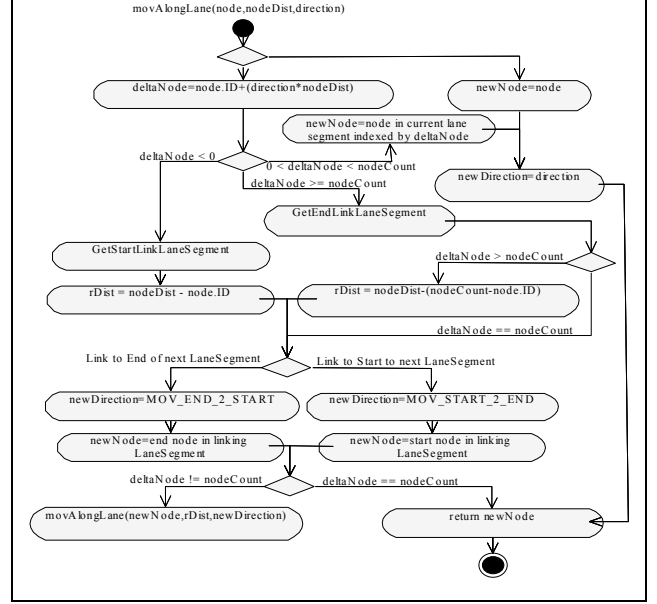 movAlongLane(node,nodeDist,direction)
deltaNode=node.ID+(direction*nodeDist)
newNode=node
newNode=node in current lane
segment indexed by deltaNode
deltaNode < 0
0 < deltaNode < nodeCount
deltaNode >= nodeCount
newDirection=direction
GetEndLinkLaneSegment
GetStartLinkLaneSegment
deltaNode > nodeCount
rDist = nodeDist - node.ID
rDist = nodeDist-(nodeCount-node.ID)
deltaNode == nodeCount
Link to End of next LaneSegment
Link to Start to next LaneSegment
newDirection=MOV_END_2_START
newDirection=MOV_START_2_END
newNode=end node in linking
LaneSegment
newNode=start node in linking
LaneSegment
deltaNode != nodeCount
deltaNode == nodeCount
movAlongLane(newNode,rDist,newDirection)
return newNode